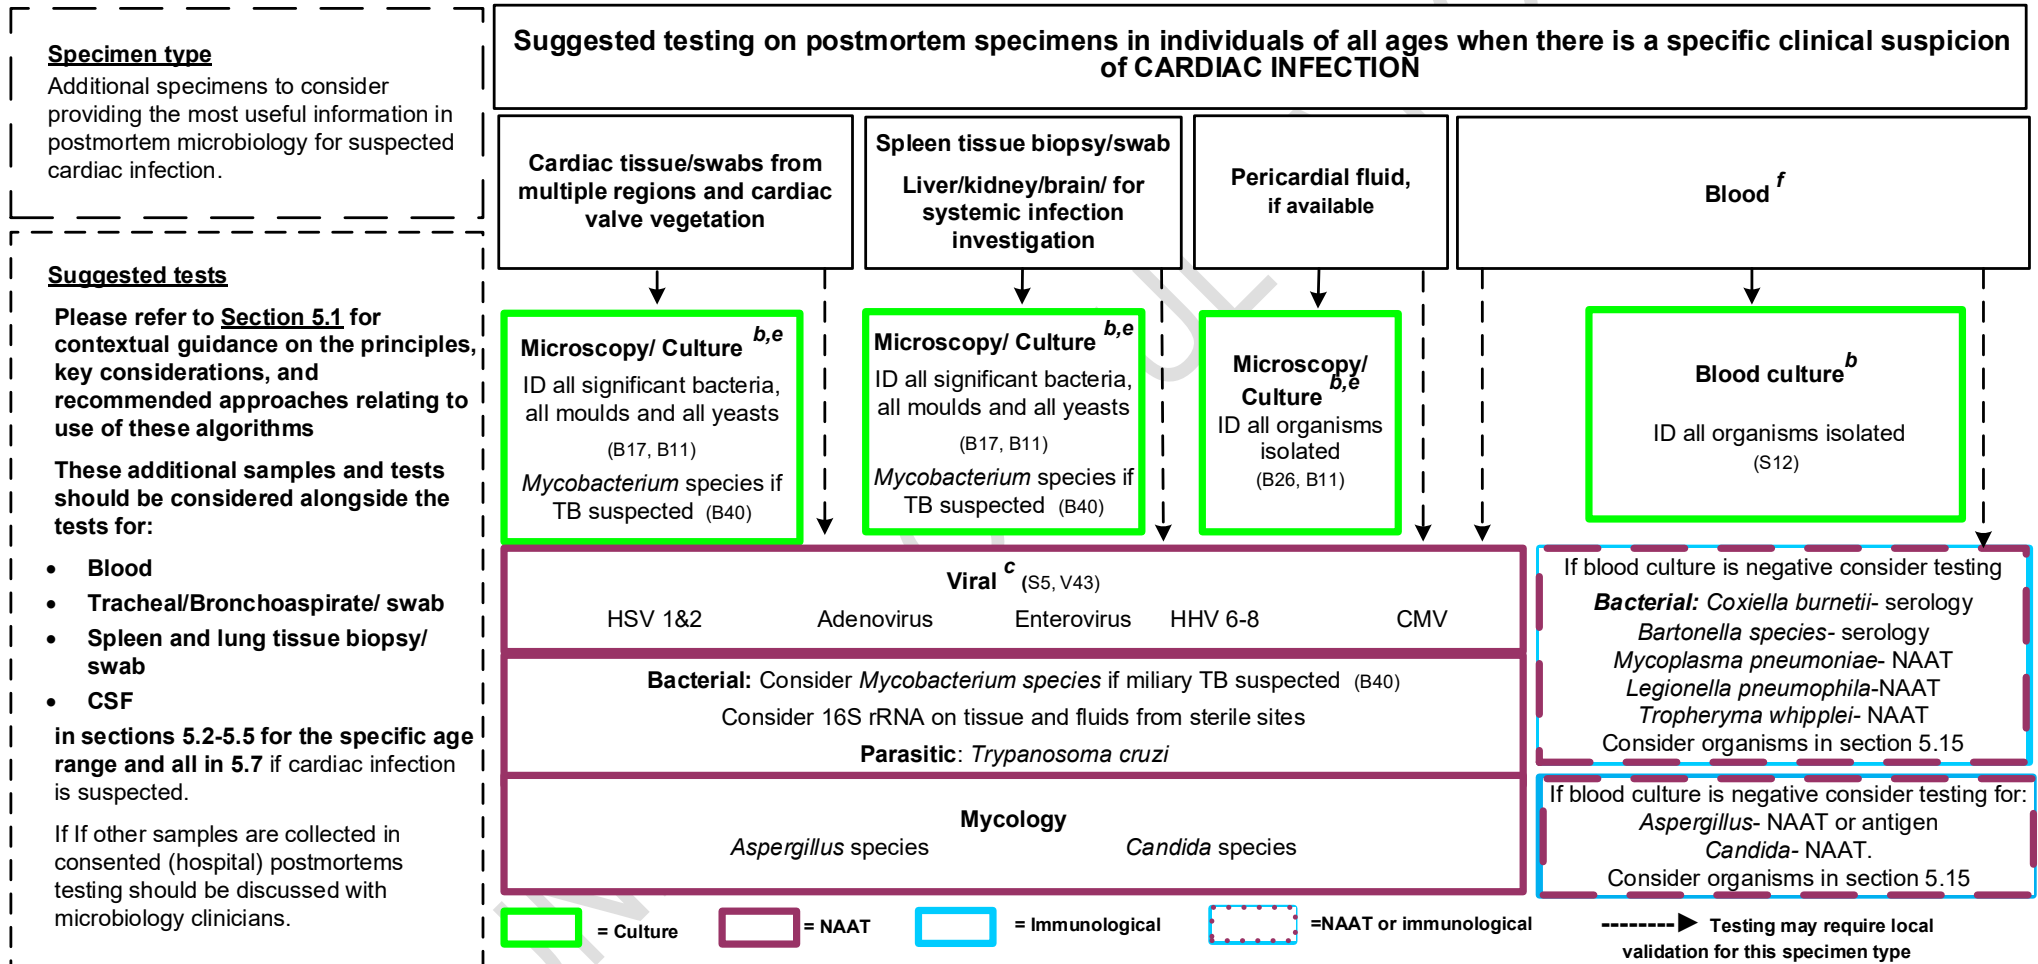 Specimen type
Additional specimens to consider
providing the most useful information in
postmortem microbiology for suspected
cardiac infection.
Suggested tests
Please refer to Section 5.1 for
contextual guidance on the principles,
key considerations, and
recommended approaches relating to
use of these algorithms
These additional samples and tests
should be considered alongside the
tests for:
• Blood
• Tracheal/Bronchoaspirate/ swab
• Spleen and lung tissue biopsy/
swab
• CSF
in sections 5.2-5.5 for the specific age
range and all in 5.7 if cardiac infection
is suspected.
If If other samples are collected in
consented (hospital) postmortems
testing should be discussed with
microbiology clinicians.
Suggested testing on postmortem specimens in individuals of all ages when there is a specific clinical suspicion
of CARDIAC INFECTION
Cardiac tissue/swabs from
multiple regions and cardiac
valve vegetation
Spleen tissue biopsy/swab
Liver/kidney/brain/ for
systemic infection
investigation
Pericardial fluid,
if available
Blood f
Microscopy/ Culture b,e
ID all significant bacteria,
all moulds and all yeasts
(B17, B11)
Mycobacterium species if
TB suspected (B40)
Microscopy/ Culture b,e
ID all significant bacteria,
all moulds and all yeasts
(B17, B11)
Mycobacterium species if
TB suspected (B40)
Microscopy/
Culture b,e
ID all organisms
isolated
(B26, B11)
Blood culture b
ID all organisms isolated
(S12)
Viral c (S5, V43)
HSV 1&2 Adenovirus Enterovirus HHV 6-8 CMV
Bacterial: Consider Mycobacterium species if miliary TB suspected (B40)
Consider 16S rRNA on tissue and fluids from sterile sites
Parasitic: Trypanosoma cruzi
Mycology
Aspergillus species Candida species
If blood culture is negative consider testing
Bacterial: Coxiella burnetii- serology
Bartonella species- serology
Mycoplasma pneumoniae- NAAT
Legionella pneumophila-NAAT
Tropheryma whipplei- NAAT
Consider organisms in section 5.15
If blood culture is negative consider testing for:
Aspergillus- NAAT or antigen
Candida- NAAT.
Consider organisms in section 5.15
= Culture
= NAAT
= Immunological
=NAAT or immunological
Testing may require local
validation for this specimen type